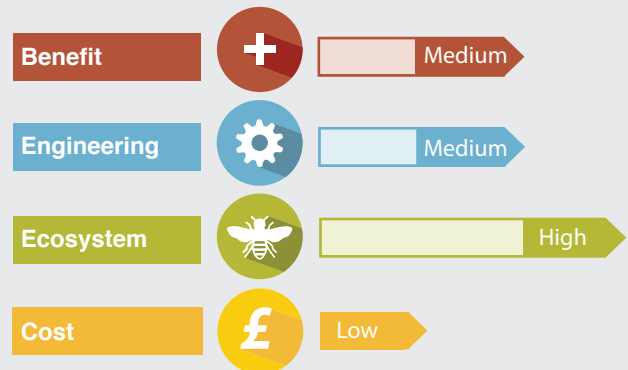 Benefit
Medium
Engineering
Medium
Ecosystem
High
Cost
£
Low